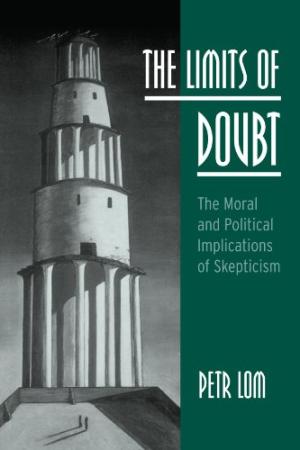 THE LIMITS OF
DOUBT
The Moral
and Political
Implications
of Skepticism
PETR LOM